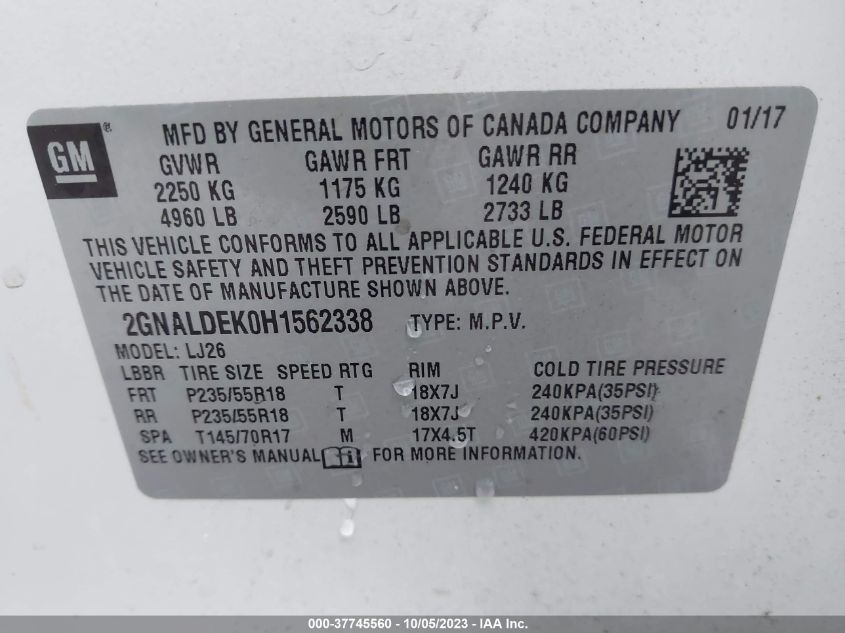 GM ®
MFD BY GENERAL MOTORS OF CANADA COMPANY 01/17
GVWR GAWR FRT GAWR RR
2250 KG 1175 KG 1240 KG
4960 LB 2590 LB 2733 LB
THIS VEHICLE CONFORMS TO ALL APPLICABLE U.S. FEDERAL MOTOR
VEHICLE SAFETY AND THEFT PREVENTION STANDARDS IN EFFECT ON
THE DATE OF MANUFACTURE SHOWN ABOVE.
2GNALDEK0H1562338 TYPE: M.P.V.
MODEL: LJ26
LBBR TIRE SIZE SPEED RTG RIM COLD TIRE PRESSURE
FRT P235/55R18 T 18X7J 240KPA(35PSI)
RR P235/55R18 T 18X7J 240KPA(35PSI)
SPA T145/70R17 M 17X4.5T 420KPA(60PSI)
SEE OWNER'S MANUAL FOR MORE INFORMATION.
000-37745560 - 10/05/2023 - IAA Inc.